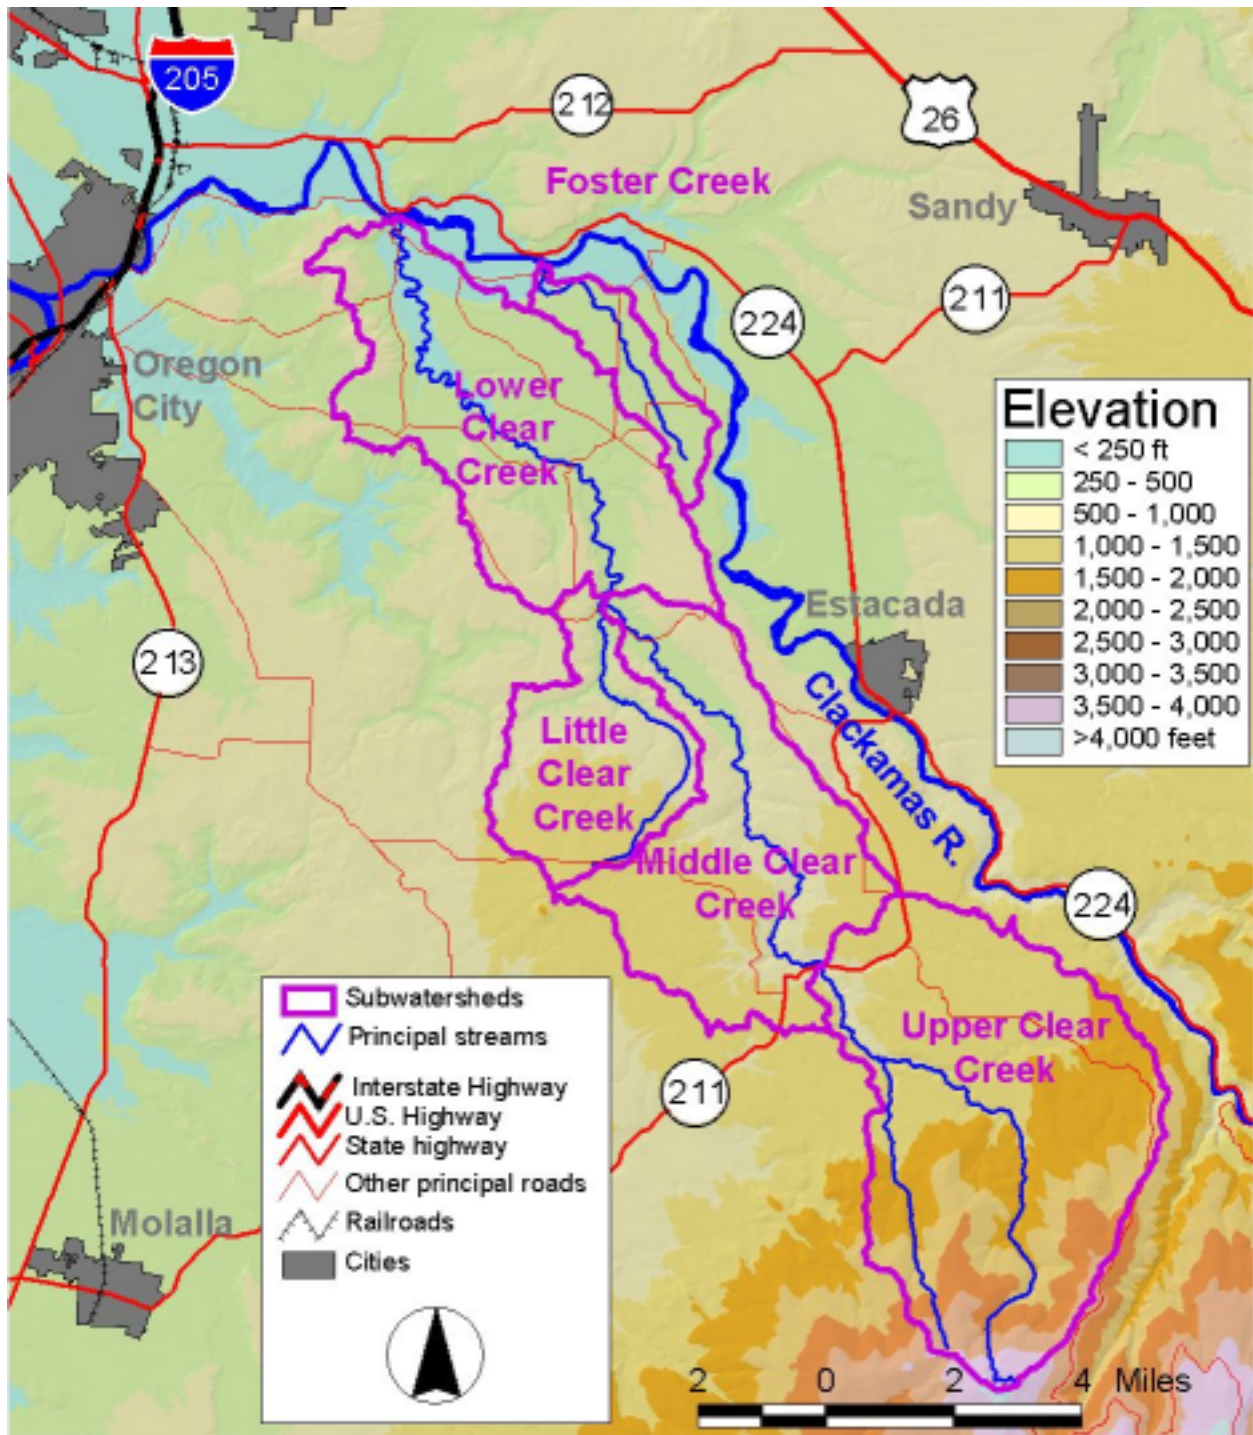 205
212
26
Foster Creek
Sandy
211
224
Oregon
City
Lower
Clear
Creek
Elevation
< 250 ft
250 - 500
500 - 1,000
1,000 - 1,500
1,500 - 2,000
2,000 - 2,500
2,500 - 3,000
3,000 - 3,500
3,500 - 4,000
>4,000 feet
Estacada
213
Clackamas R.
Little
Clear
Creek
Middle Clear
Creek
224
Subwatersheds
Principal streams
Interstate Highway
U.S. Highway
State highway
Other principal roads
Railroads
Cities
Upper Clear
Creek
211
Molalla
2 0 2 4 Miles